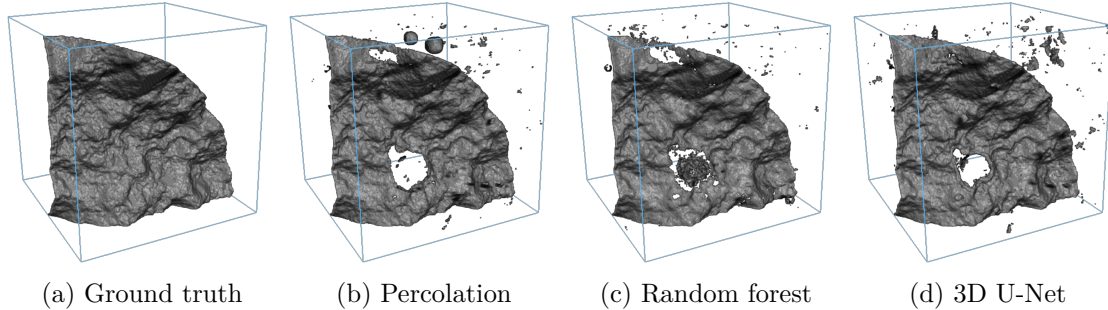 (a) Ground truth
(b) Percolation
(c) Random forest
(d) 3D U-Net